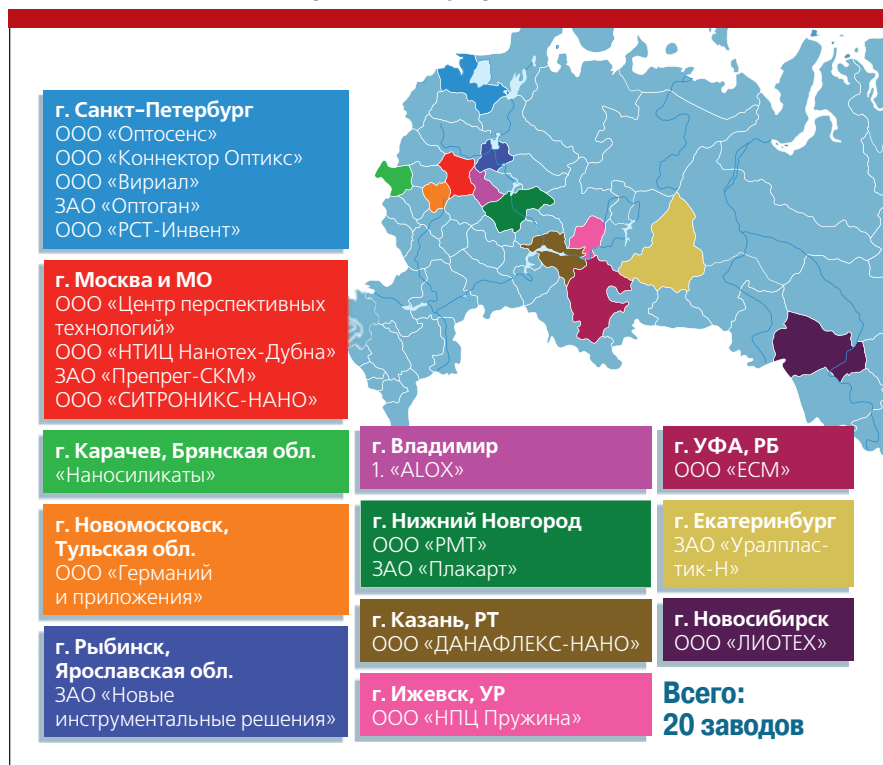 г. Санкт-Петербург
ООО «Оптосенс»
ООО «Коннектор Оптикс»
ООО «Вириал»
ЗАО «Оптоган»
ООО «РСТ-Инвент»
г. Москва и МО
ООО «Центр перспективных
технологий»
ООО «НТИЦ Нанотех-Дубна»
ЗАО «Препрег-СКМ»
ООО «СИТРОНИКС-НАНО»
г. Карачев, Брянская обл.
«Наносиликаты»
г. Новомосковск,
Тульская обл.
ООО «Германий
и приложения»
г. Рыбинск,
Ярославская обл.
ЗАО «Новые
инструментальные решения»
г. Владимир
1. «ALOX»
г. Нижний Новгород
ООО «РМТ»
ЗАО «Плакарт»
г. Казань, РТ
ООО «ДАНАФЛЕКС-НАНО»
г. Ижевск, УР
ООО «НПЦ Пружина»
г. УФА, РБ
ООО «ЕСМ»
г. Екатеринбург
ЗАО «Уралплас-
тик-Н»
г. Новосибирск
ООО «ЛИОТЕХ»
Всего:
20 заводов